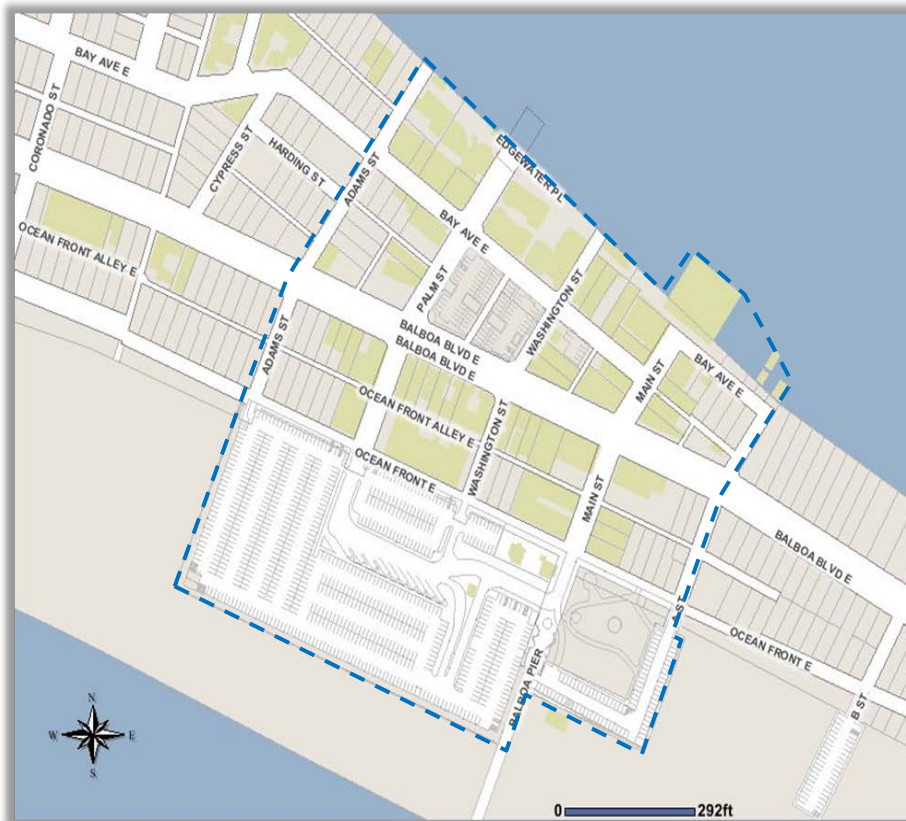 BAY AVE E
CORONADO ST
CYPRESS ST
HARDING ST
ADAMS ST
EDGEWATER PL
BAY AVE E
OCEAN FRONT ALLEY E
PALM ST
WASHINGTON ST
BALBOA BLVD E
BALBOA BLVD E
ADAMS ST
MAIN ST
BAY AVE E
OCEAN FRONT ALLEY E
WASHINGTON ST
OCEAN FRONT E
MAIN ST
BALBOA BLVD E
A ST
OCEAN FRONT E
BALBOA PIER
B ST
N
W E
S
0 292ft